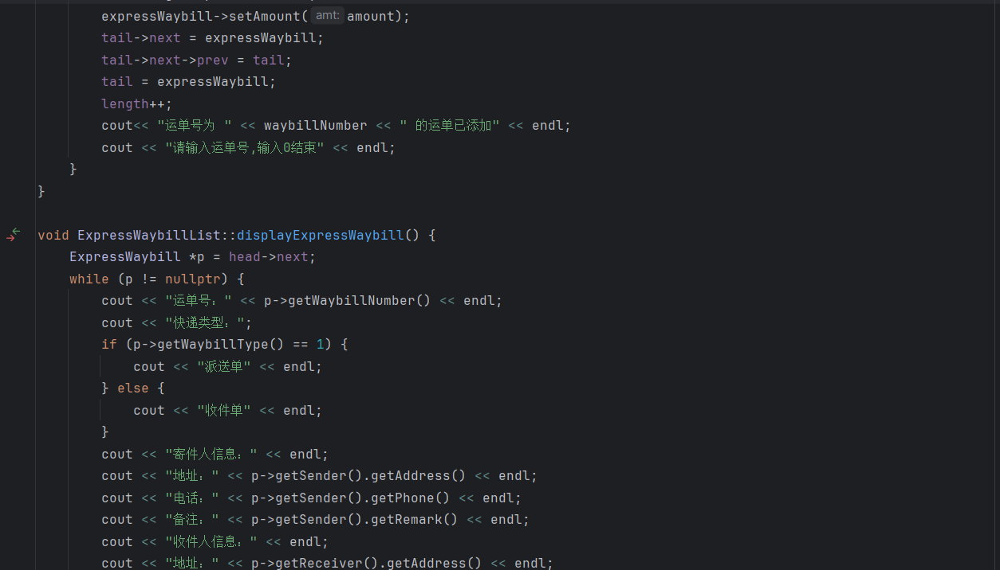 expressWaybill->setAmount( amt: amount);
tail->next = expressWaybill;
tail->next->prev = tail;
tail = expressWaybill;
length++;
cout<< "运单号为 " << waybillNumber << " 的运单已添加" << endl;
cout << "请输入运单号,输入0结束" << endl;
}
}
void ExpressWaybillList::displayExpressWaybill() {
ExpressWaybill *p = head->next;
while (p != nullptr) {
cout << "运单号：" << p->getWaybillNumber() << endl;
cout << "快递类型：";
if (p->getWaybillType() == 1) {
cout << "派送单" << endl;
} else {
cout << "收件单" << endl;
}
cout << "寄件人信息：" << endl;
cout << "地址：" << p->getSender().getAddress() << endl;
cout << "电话：" << p->getSender().getPhone() << endl;
cout << "备注：" << p->getSender().getRemark() << endl;
cout << "收件人信息：" << endl;
cout << "地址：" << p->getReceiver().getAddress() << endl;